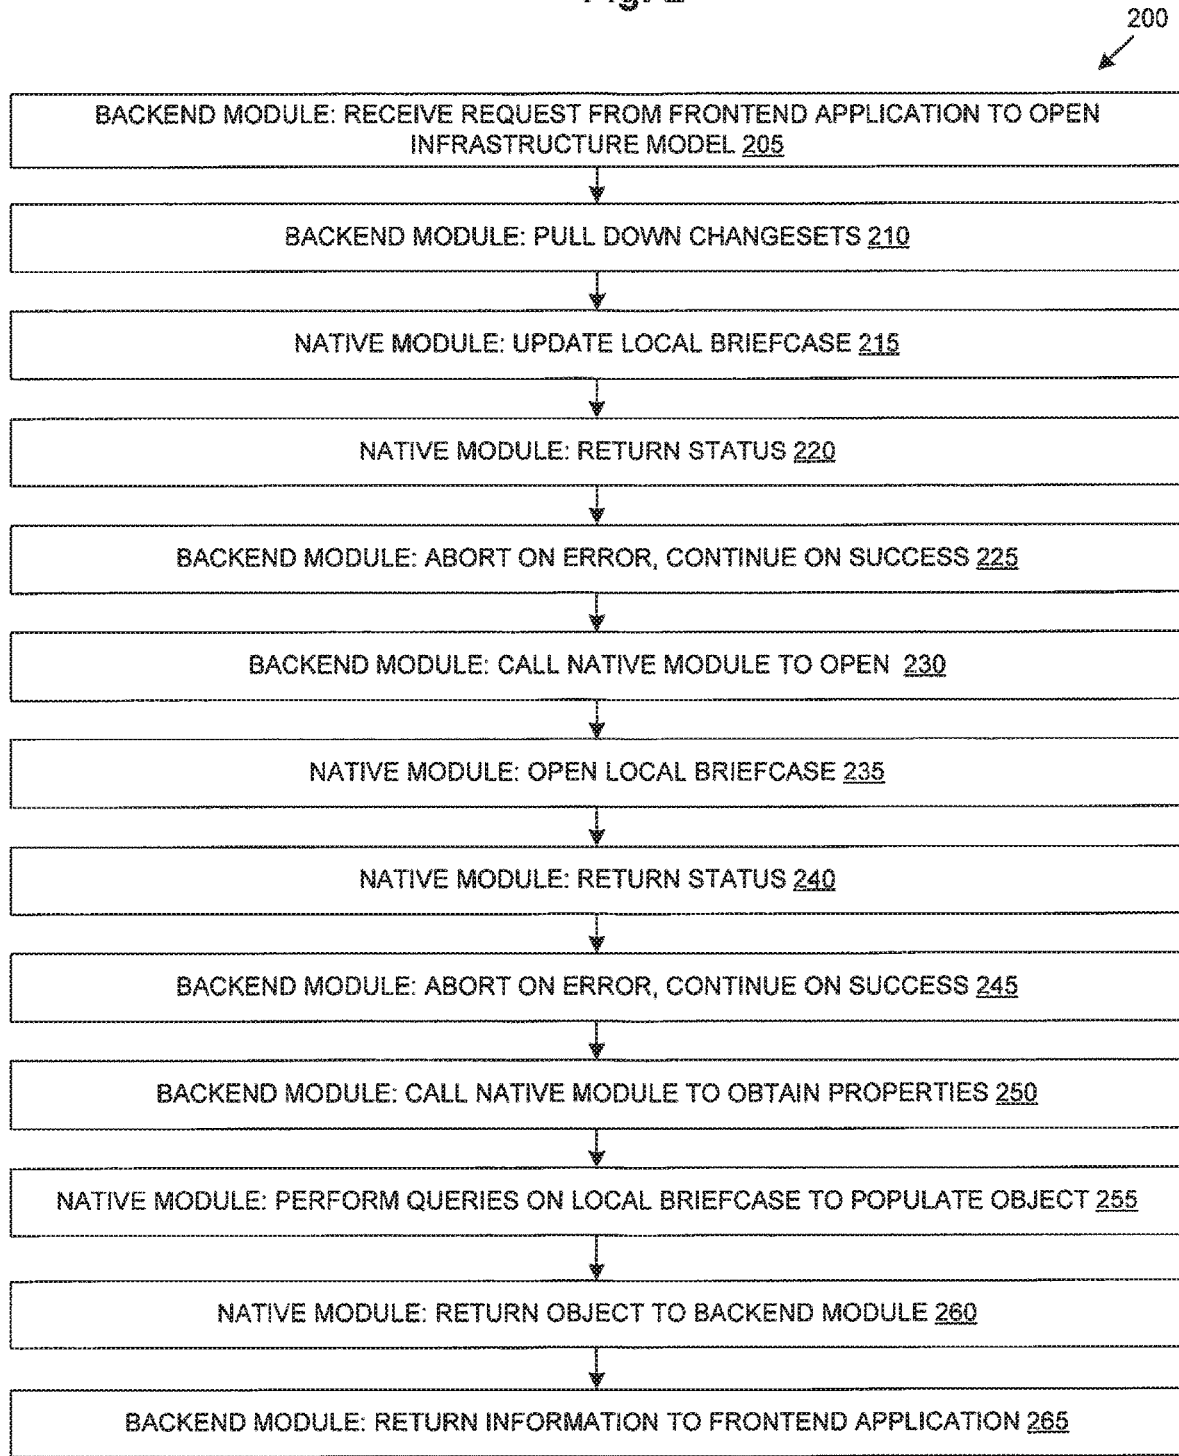 200
BACKEND MODULE: RECEIVE REQUEST FROM FRONTEND APPLICATION TO OPEN
INFRASTRUCTURE MODEL 205
BACKEND MODULE: PULL DOWN CHANGESETS 210
NATIVE MODULE: UPDATE LOCAL BRIEFCASE 215
NATIVE MODULE: RETURN STATUS 220
BACKEND MODULE: ABORT ON ERROR, CONTINUE ON SUCCESS 225
BACKEND MODULE: CALL NATIVE MODULE TO OPEN 230
NATIVE MODULE: OPEN LOCAL BRIEFCASE 235
NATIVE MODULE: RETURN STATUS 240
BACKEND MODULE: ABORT ON ERROR, CONTINUE ON SUCCESS 245
BACKEND MODULE: CALL NATIVE MODULE TO OBTAIN PROPERTIES 250
NATIVE MODULE: PERFORM QUERIES ON LOCAL BRIEFCASE TO POPULATE OBJECT 255
NATIVE MODULE: RETURN OBJECT TO BACKEND MODULE 260
BACKEND MODULE: RETURN INFORMATION TO FRONTEND APPLICATION 265